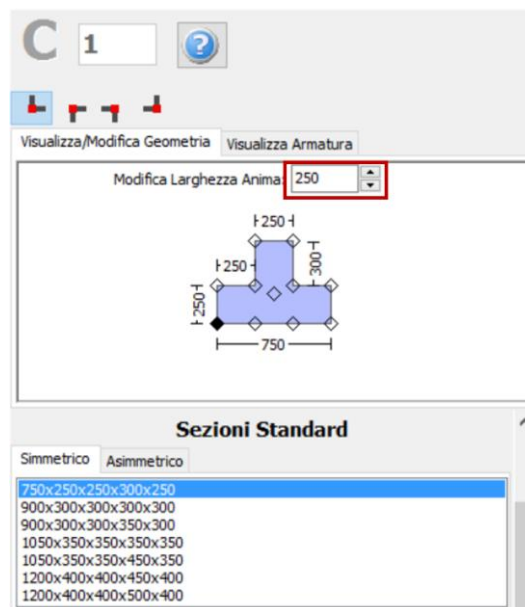 C 1 ?
Visualizza/Modifica Geometria Visualizza Armatura
Modifica Larghezza Anima: 250
250
250
300
250
750
Sezioni Standard
Simmetrico Asimmetrico
750x250x250x300x250
900x300x300x300x300
900x300x300x350x300
1050x350x350x350x350
1050x350x350x450x350
1200x400x400x450x400
1200x400x400x500x400